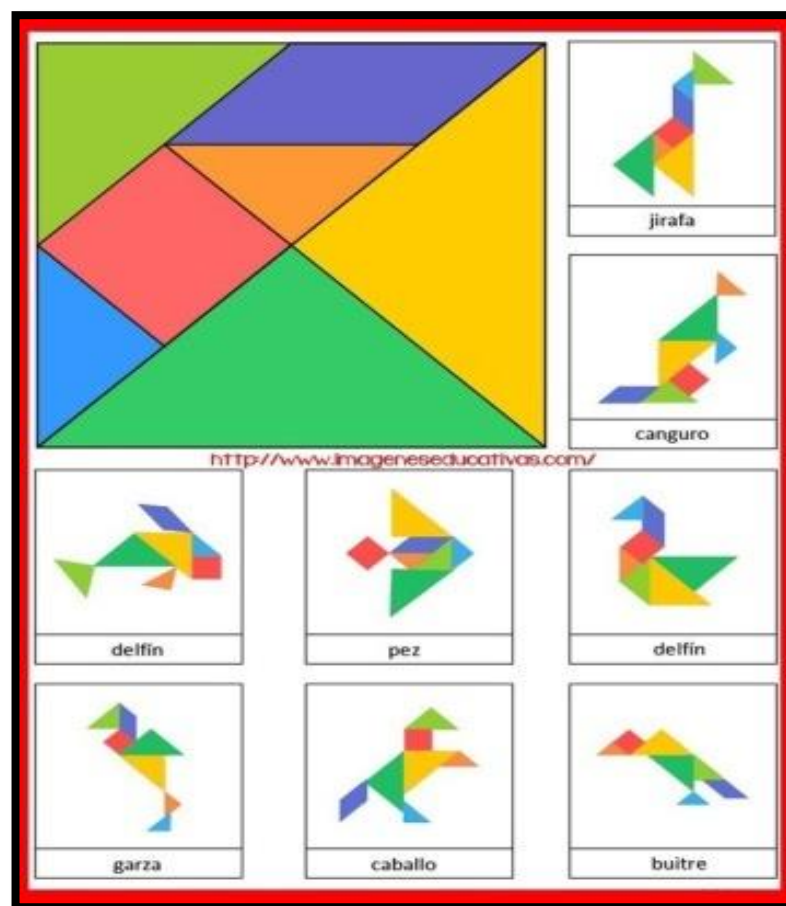 jirafa
canguro
http://www.imageneseducativas.com/
delfín
pez
delfín
garza
caballo
buitre